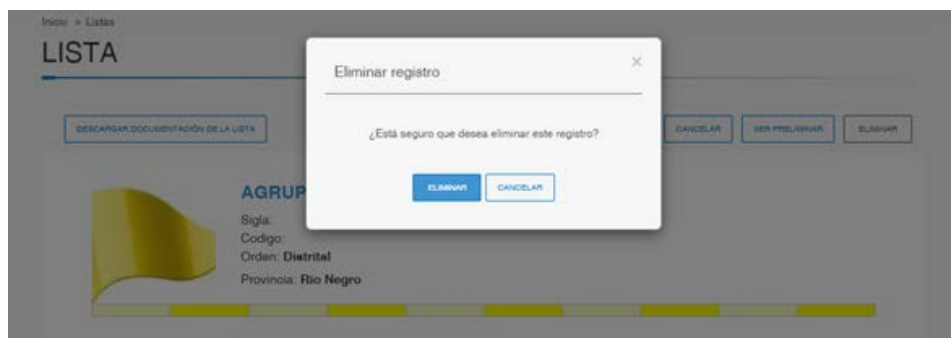 Inicio > Listas
LISTA
Eliminar registro
×
¿Está seguro que desea eliminar este registro?
ELIMINAR
CANCELAR
DESCARGAR DOCUMENTACIÓN DE LA LISTA
CANCELAR
VER PRELIMINAR
ELIMINAR
AGRUP
Sigla:
Codigo:
Orden: Distrital
Provincia: Rio Negro